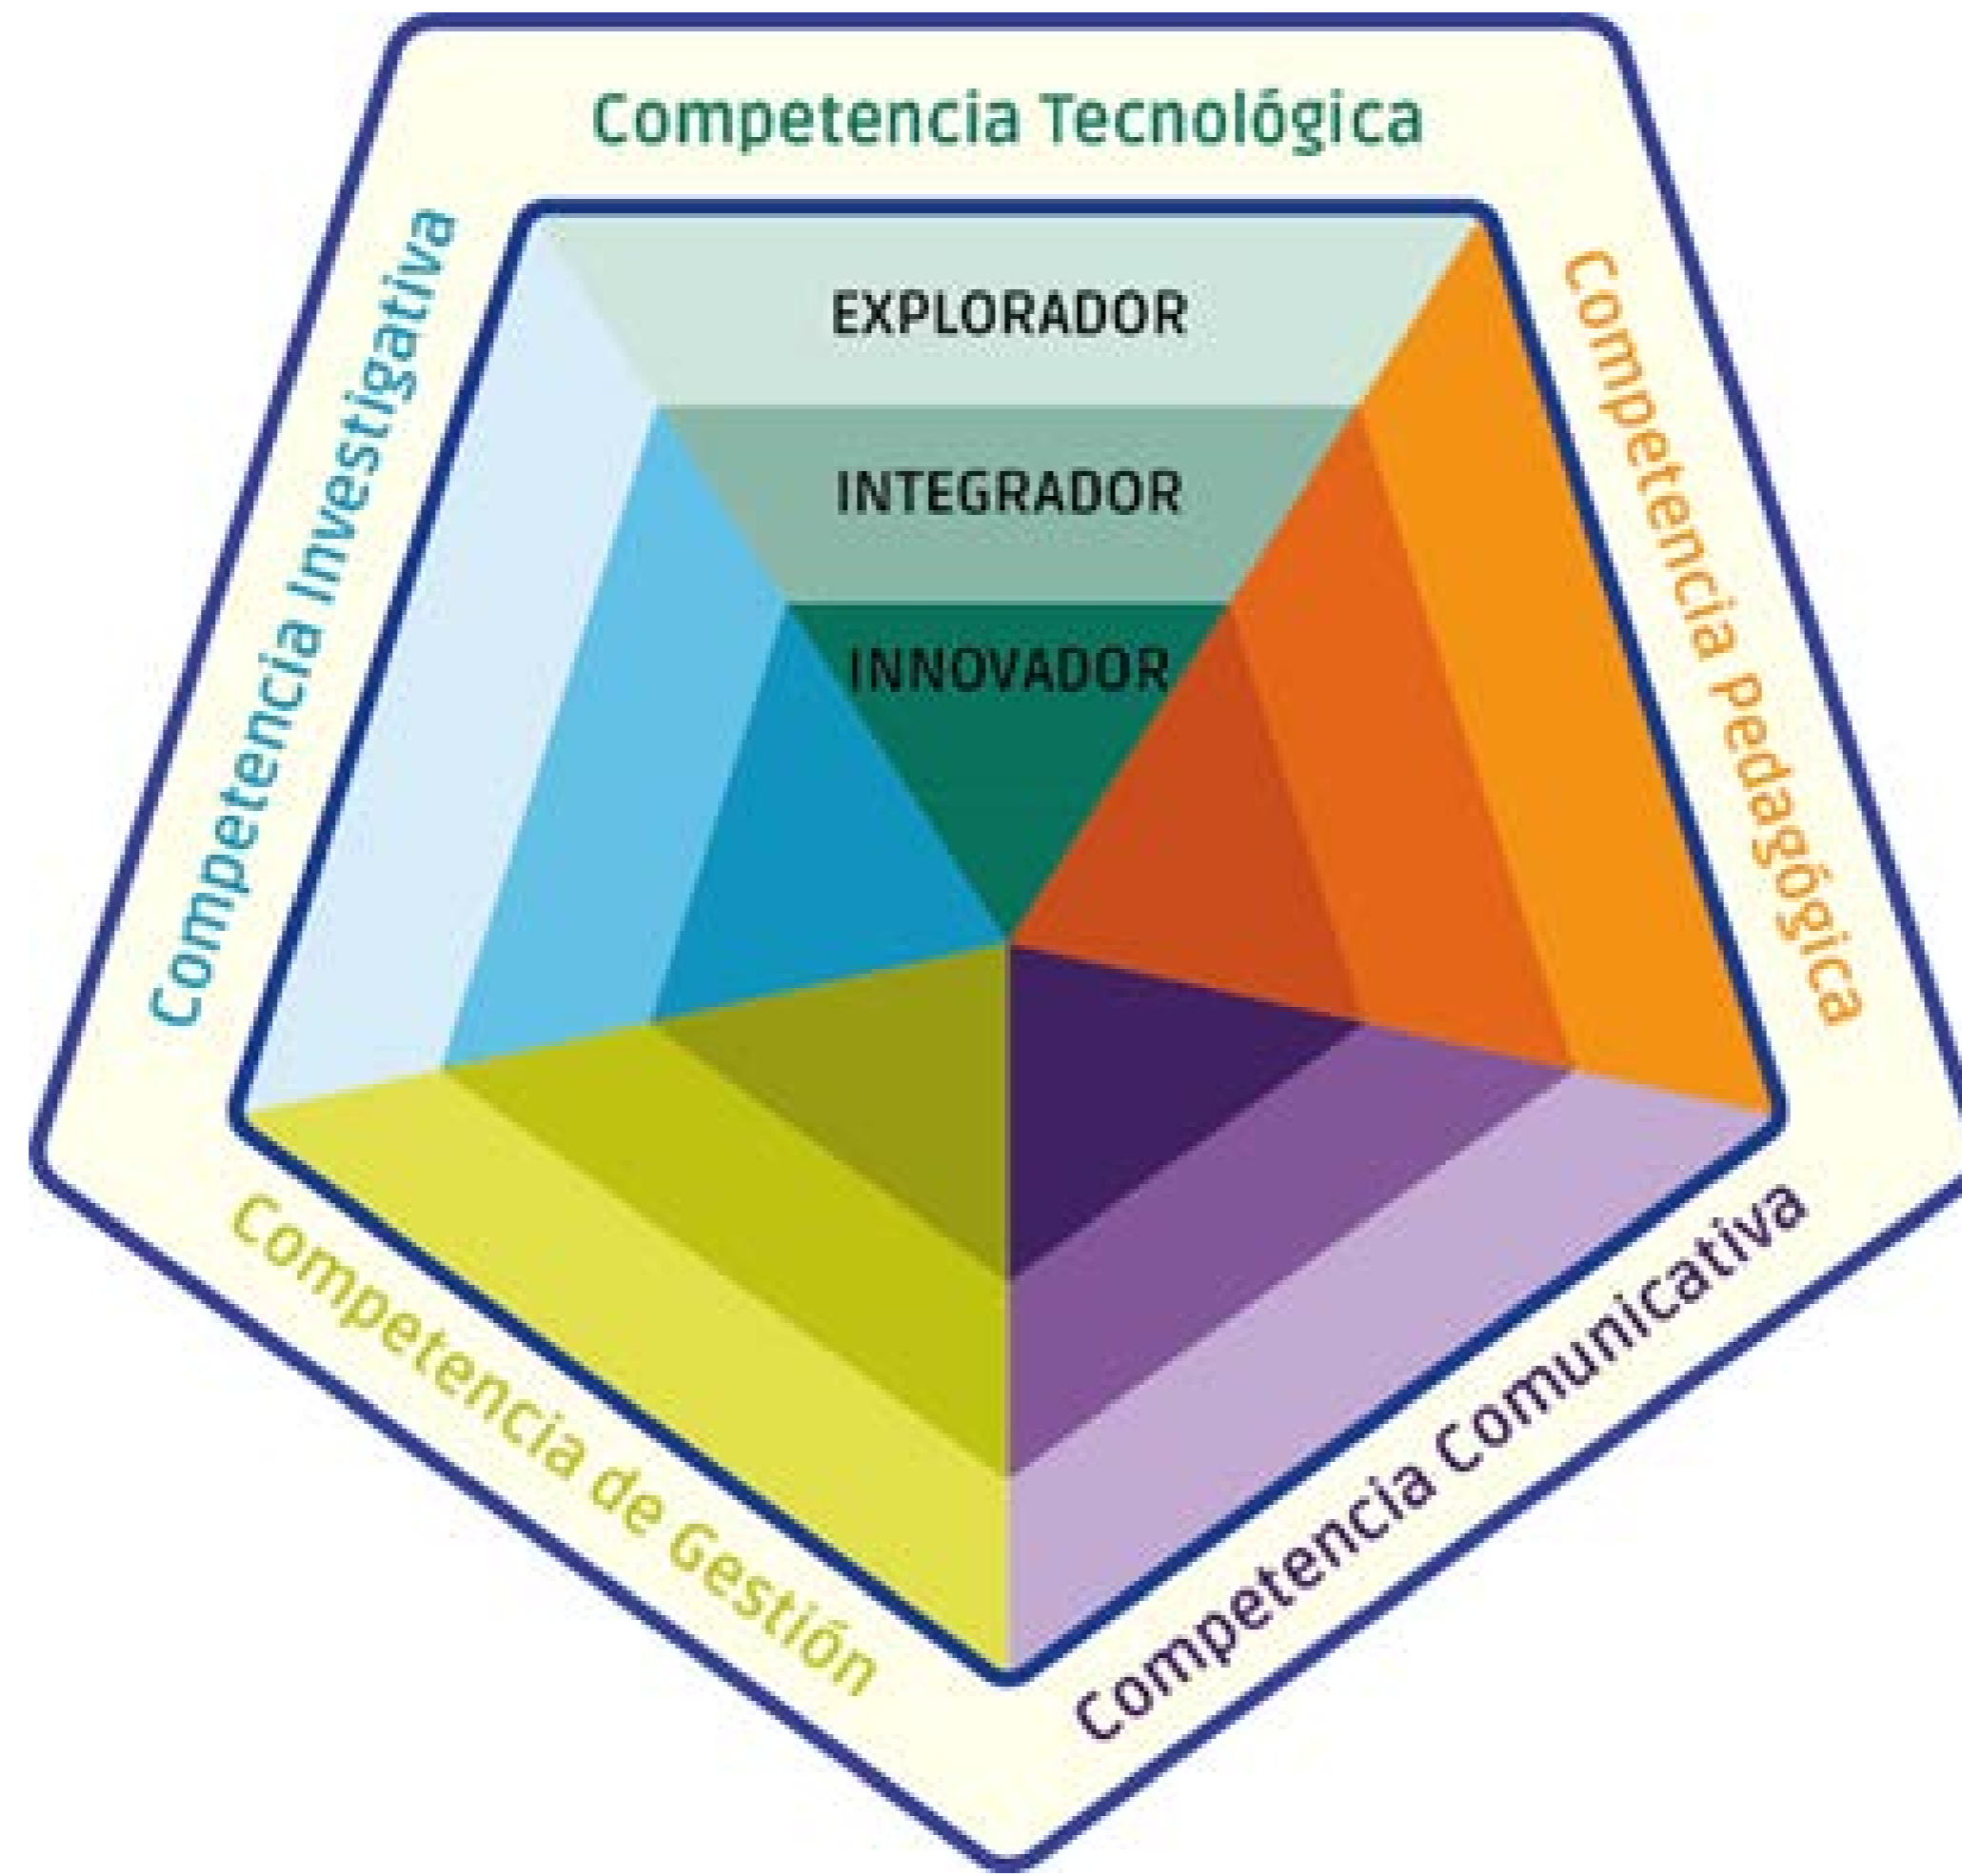 Competencia Tecnológica
EXPLORADOR
INTEGRADOR
INNOVADOR
Competencia Pedagógica
Competencia Comunicativa
Competencia de Gestión
Competencia Investigativa